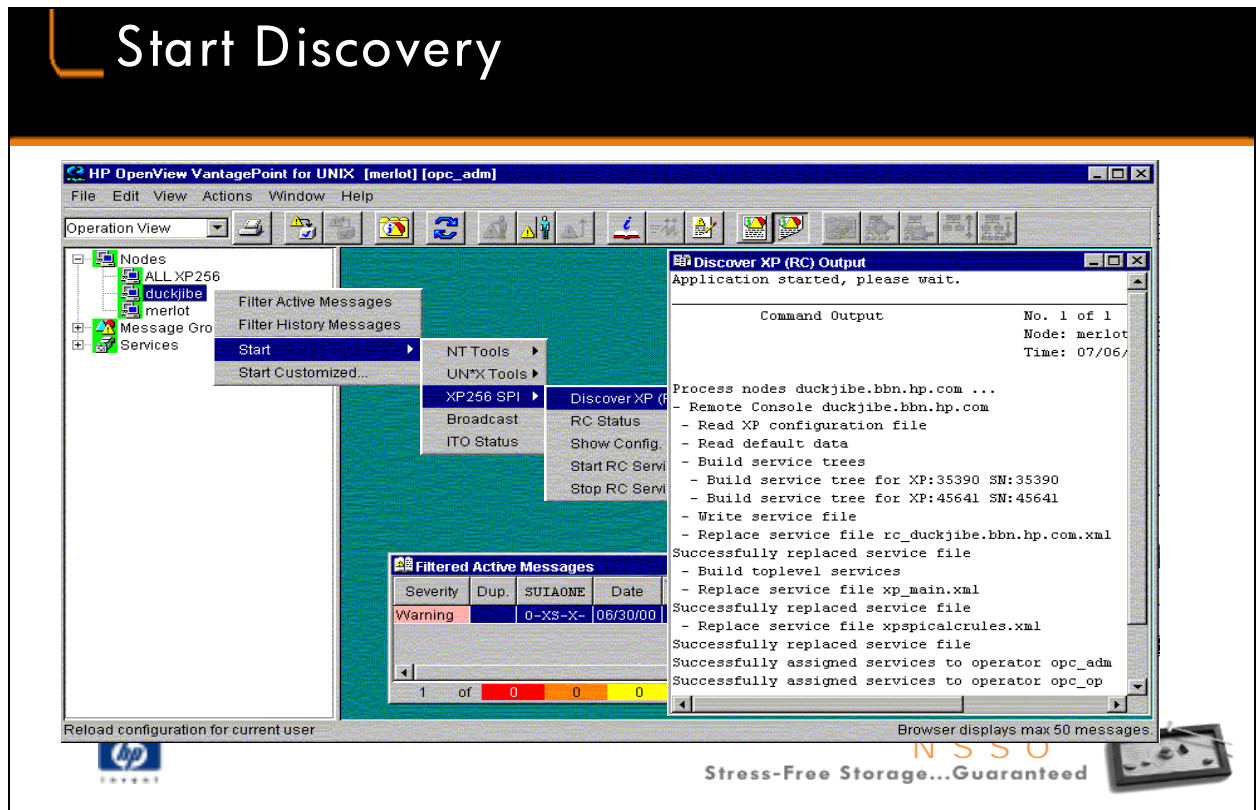 Start Discovery
HP OpenView VantagePoint for UNIX [merlot] [opc_adm]
File Edit View Actions Window Help
Operation View
Nodes
ALL XP256
duckjibe
merlot
Message Gro
Services
Filter Active Messages
Filter History Messages
Start
Start Customized...
NT Tools
UN*X Tools
XP256 SPI
Broadcast
ITO Status
Discover XP (R
RC Status
Show Config.
Start RC Servi
Stop RC Servi
Discover XP (RC) Output
Application started, please wait.
Command Output No. 1 of 1
Node: merlot
Time: 07/06/
Process nodes duckjibe.bbn.hp.com ...
- Remote Console duckjibe.bbn.hp.com
- Read XP configuration file
- Read default data
- Build service trees
- Build service tree for XP:35390 SN:35390
- Build service tree for XP:45641 SN:45641
- Write service file
- Replace service file rc_duckjibe.bbn.hp.com.xml
Successfully replaced service file
- Build toplevel services
- Replace service file xp_main.xml
Successfully replaced service file
- Replace service file xpspicalcrules.xml
Successfully replaced service file
Successfully assigned services to operator opc_adm
Successfully assigned services to operator opc_op
Filtered Active Messages
Severity Dup. SUIAONE Date
Warning 0-XS-X- 06/30/00
1 of 0 0 0
Reload configuration for current user
Browser displays max 50 messages.
hp
invent
NSSO
Stress-Free Storage...Guaranteed